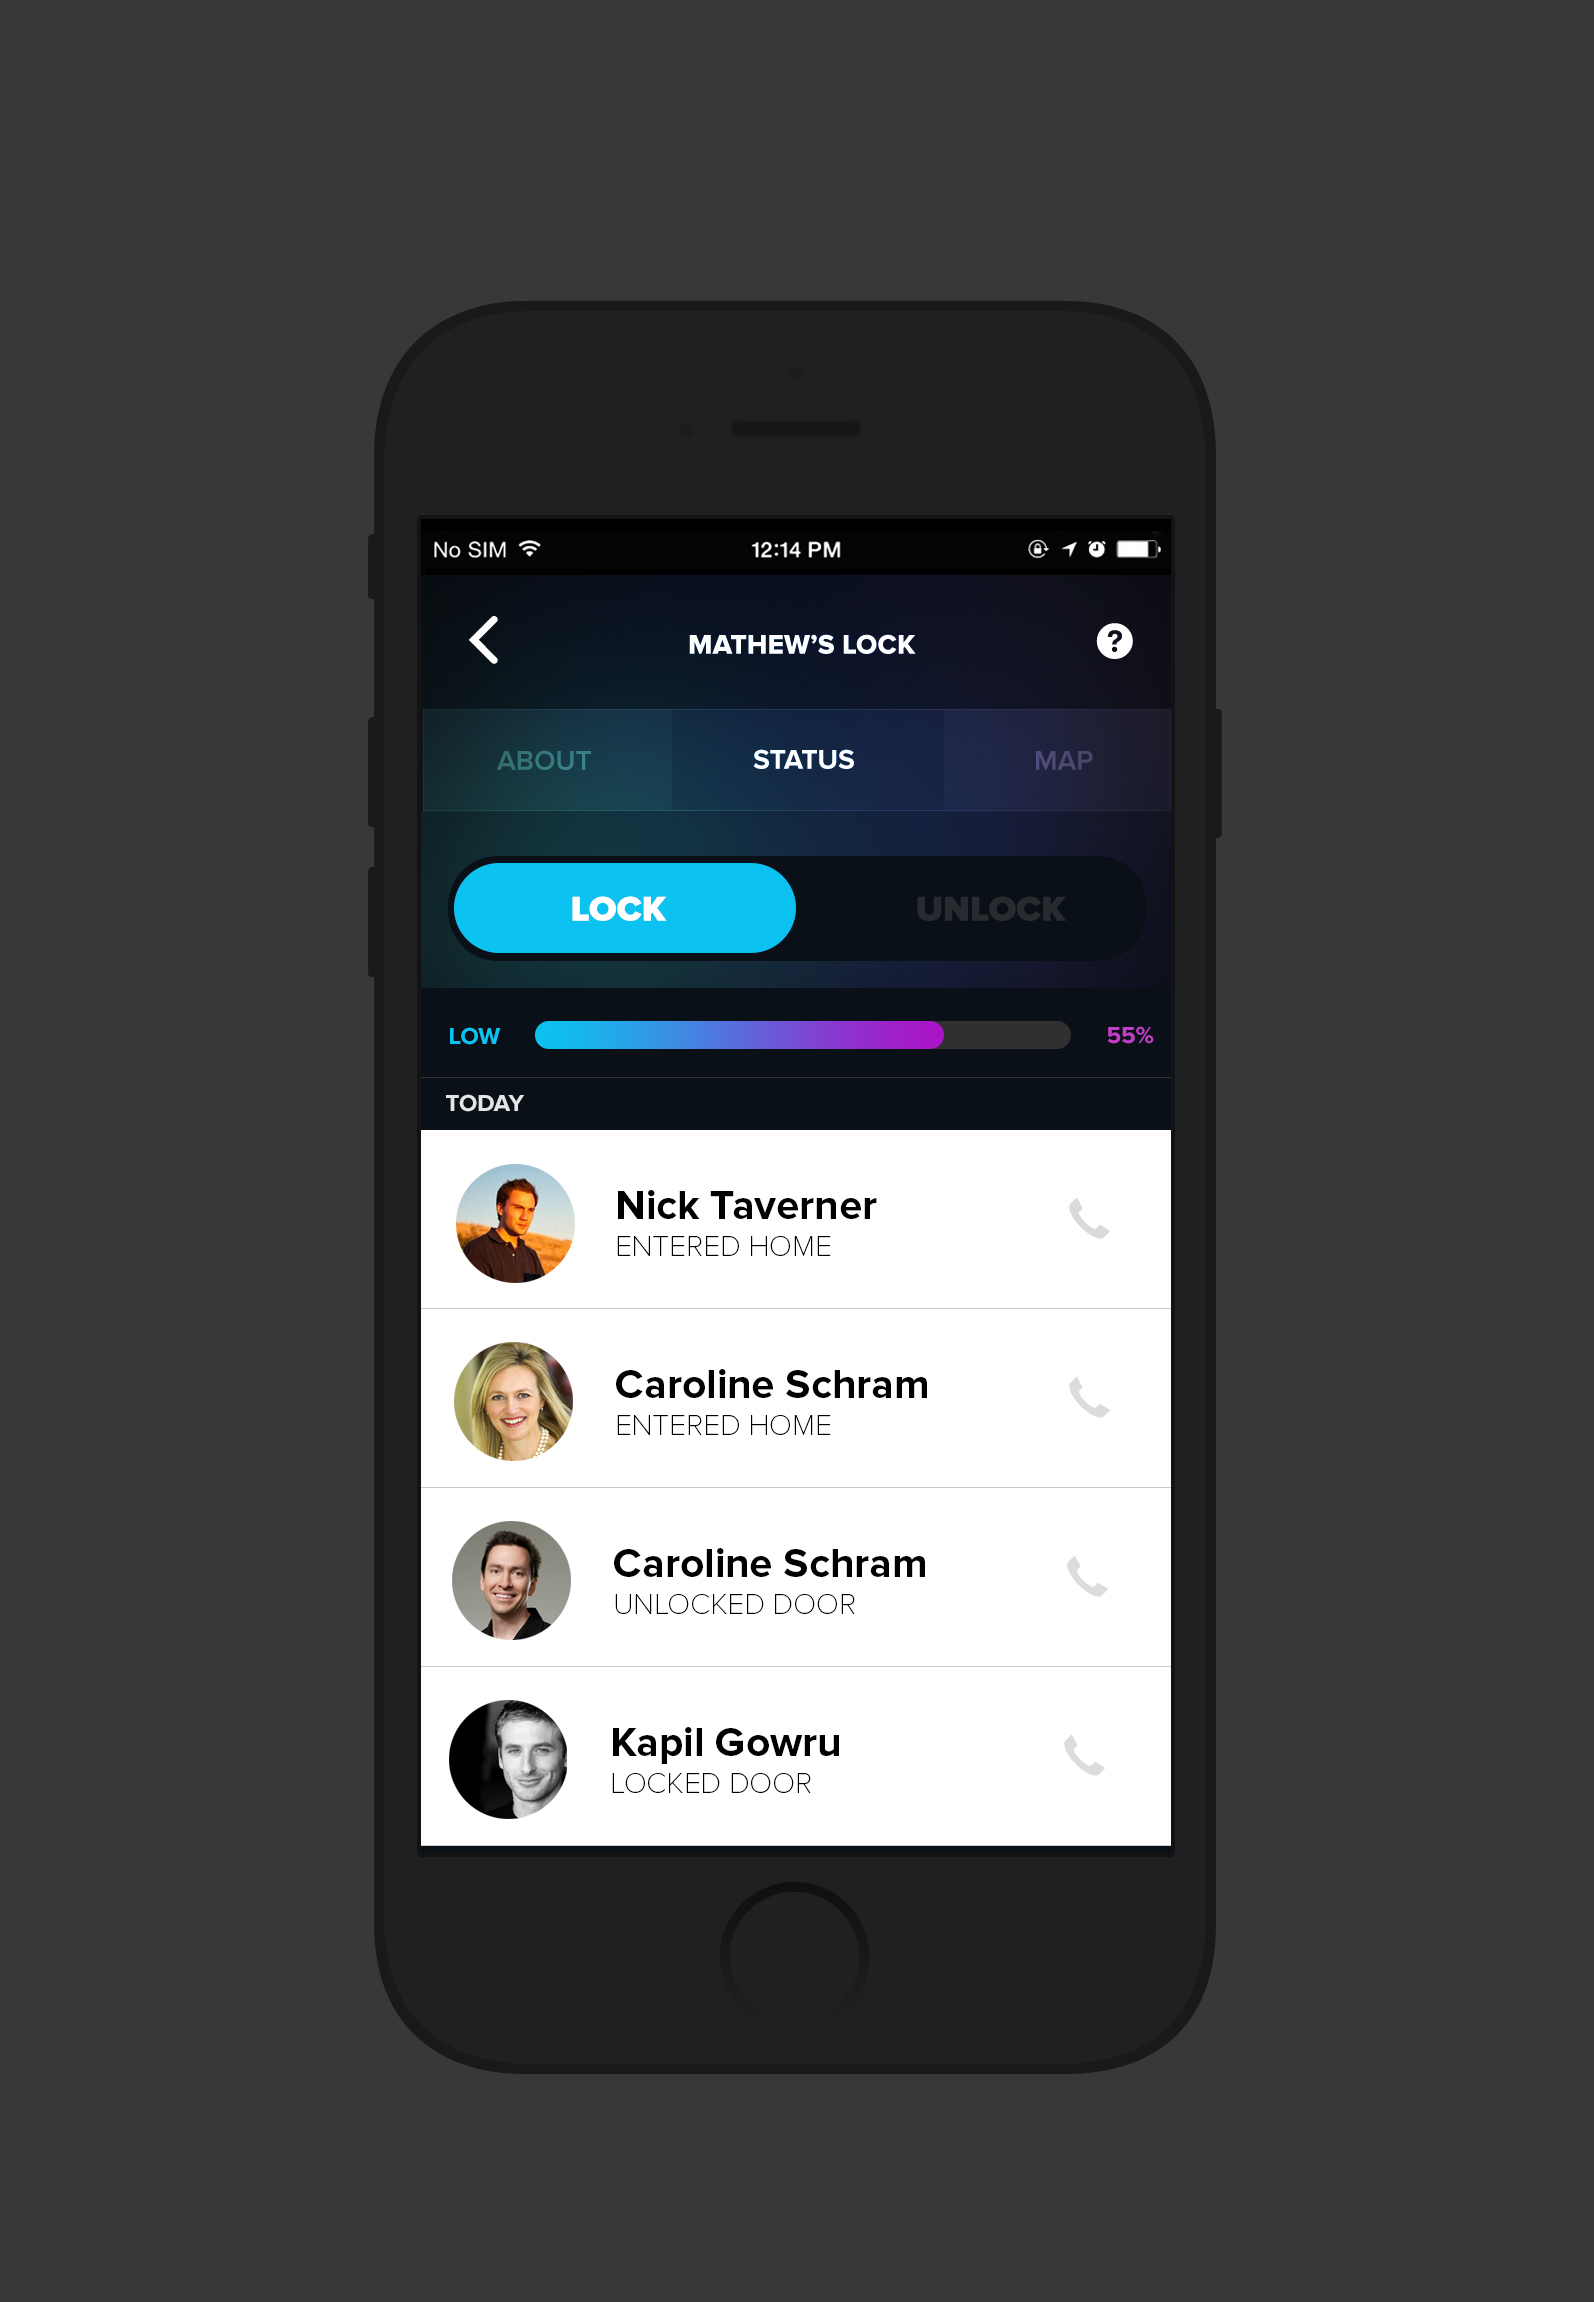 No SIM 12:14 PM
MATHEW’S LOCK ?
ABOUT STATUS MAP
LOCK UNLOCK
LOW 55%
TODAY
Nick Taverner
ENTERED HOME
Caroline Schram
ENTERED HOME
Caroline Schram
UNLOCKED DOOR
Kapil Gowru
LOCKED DOOR